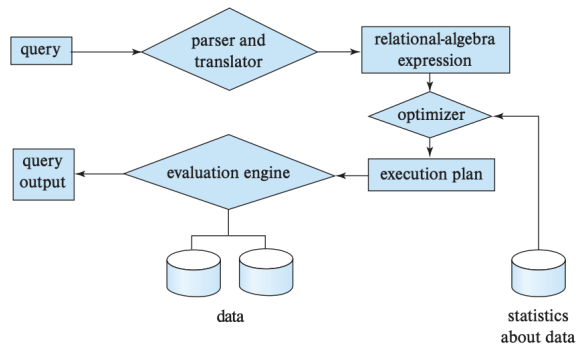 query
parser and
translator
relational-algebra
expression
optimizer
query
output
evaluation engine
execution plan
data
statistics
about data